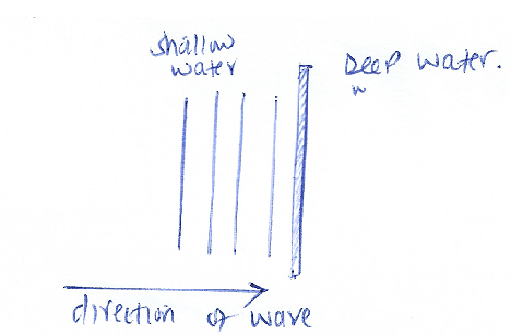 shallow
water
Deep water.
direction of wave